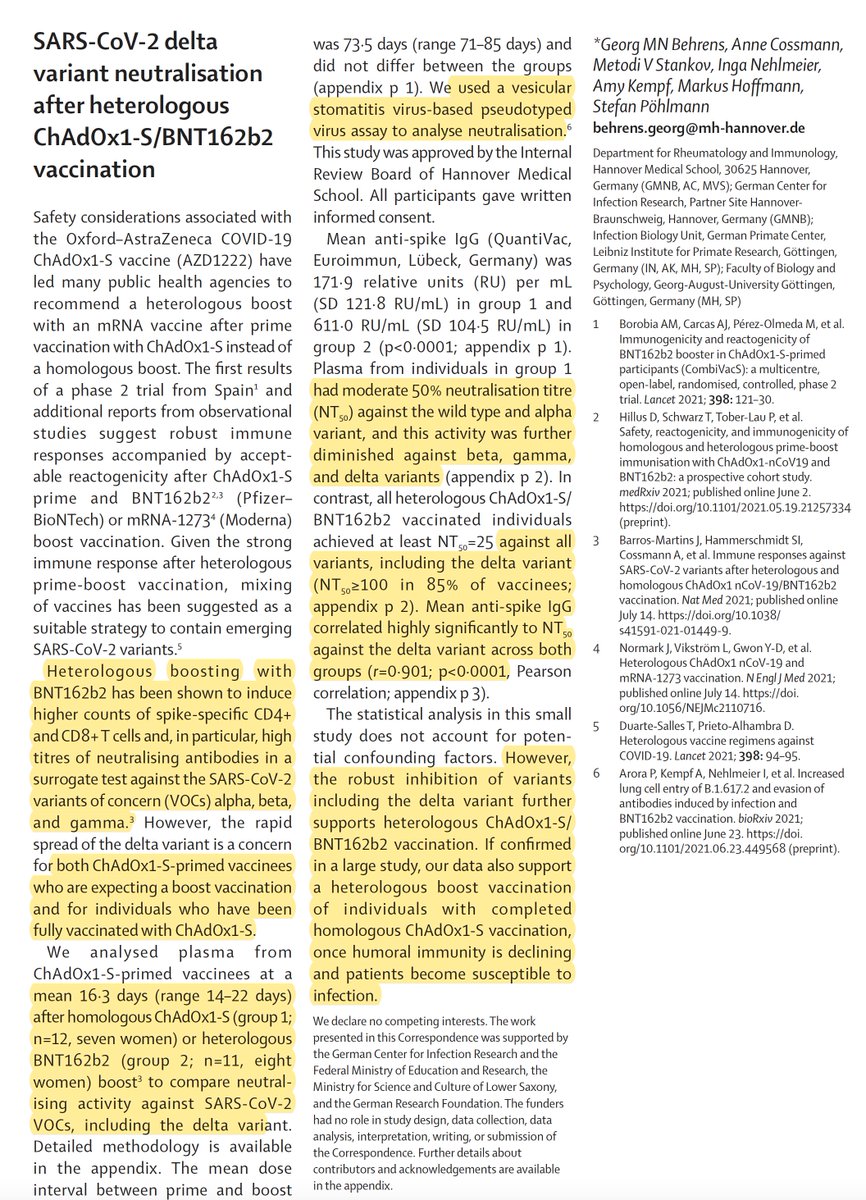 SARS-CoV-2 delta
variant neutralisation
after heterologous
ChAdOx1-S/BNT162b2
vaccination
Safety considerations associated with
the Oxford–AstraZeneca COVID-19
ChAdOx1-S vaccine (AZD1222) have
led many public health agencies to
recommend a heterologous boost
with an mRNA vaccine after prime
vaccination with ChAdOx1-S instead of
a homologous boost. The first results
of a phase 2 trial from Spain¹ and
additional reports from observational
studies suggest robust immune
responses accompanied by accept-
able reactogenicity after ChAdOx1-S
prime and BNT162b2²,³ (Pfizer–
BioNTech) or mRNA-1273⁴ (Moderna)
boost vaccination. Given the strong
immune response after heterologous
prime-boost vaccination, mixing
of vaccines has been suggested as a
suitable strategy to contain emerging
SARS-CoV-2 variants.⁵
Heterologous boosting with
BNT162b2 has been shown to induce
higher counts of spike-specific CD4+
and CD8+ T cells and, in particular, high
titres of neutralising antibodies in a
surrogate test against the SARS-CoV-2
variants of concern (VOCs) alpha, beta,
and gamma.³ However, the rapid
spread of the delta variant is a concern
for both ChAdOx1-S-primed vaccinees
who are expecting a boost vaccination
and for individuals who have been
fully vaccinated with ChAdOx1-S.
We analysed plasma from
ChAdOx1-S-primed vaccinees at a
mean 16·3 days (range 14–22 days)
after homologous ChAdOx1-S (group 1;
n=12, seven women) or heterologous
BNT162b2 (group 2; n=11, eight
women) boost³ to compare neutral-
ising activity against SARS-CoV-2
VOCs, including the delta variant.
Detailed methodology is available
in the appendix. The mean dose
interval between prime and boost
was 73·5 days (range 71–85 days) and
did not differ between the groups
(appendix p 1). We used a vesicular
stomatitis virus-based pseudotyped
virus assay to analyse neutralisation.⁶
This study was approved by the Internal
Review Board of Hannover Medical
School. All participants gave written
informed consent.
Mean anti-spike IgG (QuantiVac,
Euroimmun, Lübeck, Germany) was
171·9 relative units (RU) per mL
(SD 121·8 RU/mL) in group 1 and
611·0 RU/mL (SD 104·5 RU/mL) in
group 2 (p<0·0001; appendix p 1).
Plasma from individuals in group 1
had moderate 50% neutralisation titre
(NT₅₀) against the wild type and alpha
variant, and this activity was further
diminished against beta, gamma,
and delta variants (appendix p 2). In
contrast, all heterologous ChAdOx1-S/
BNT162b2 vaccinated individuals
achieved at least NT₅₀=25 against all
variants, including the delta variant
(NT₅₀≥100 in 85% of vaccinees;
appendix p 2). Mean anti-spike IgG
correlated highly significantly to NT₅₀
against the delta variant across both
groups (r=0·901; p<0·0001, Pearson
correlation; appendix p 3).
The statistical analysis in this small
study does not account for poten-
tial confounding factors. However,
the robust inhibition of variants
including the delta variant further
supports heterologous ChAdOx1-S/
BNT162b2 vaccination. If confirmed
in a large study, our data also support
a heterologous boost vaccination
of individuals with completed
homologous ChAdOx1-S vaccination,
once humoral immunity is declining
and patients become susceptible to
infection.
We declare no competing interests. The work
presented in this Correspondence was supported by
the German Center for Infection Research and the
Federal Ministry of Education and Research, the
Ministry for Science and Culture of Lower Saxony,
and the German Research Foundation. The funders
had no role in study design, data collection, data
analysis, interpretation, writing, or submission of
the Correspondence. Further details about
contributors and acknowledgements are available
in the appendix.
*Georg MN Behrens, Anne Cossmann,
Metodi V Stankov, Inga Nehlmeier,
Amy Kempf, Markus Hoffmann,
Stefan Pöhlmann
behrens.georg@mh-hannover.de
Department for Rheumatology and Immunology,
Hannover Medical School, 30625 Hannover,
Germany (GMNB, AC, MVS); German Center for
Infection Research, Partner Site Hannover-
Braunschweig, Hannover, Germany (GMNB);
Infection Biology Unit, German Primate Center,
Leibniz Institute for Primate Research, Göttingen,
Germany (IN, AK, MH, SP); Faculty of Biology and
Psychology, Georg-August-University Göttingen,
Göttingen, Germany (MH, SP)
1 Borobia AM, Carcas AJ, Pérez-Olmeda M, et al.
Immunogenicity and reactogenicity of
BNT162b2 booster in ChAdOx1-S-primed
participants (CombiVacS): a multicentre,
open-label, randomised, controlled, phase 2
trial. Lancet 2021; 398: 121–30.
2 Hillus D, Schwarz T, Tober-Lau P, et al.
Safety, reactogenicity, and immunogenicity of
homologous and heterologous prime-boost
immunisation with ChAdOx1-nCoV19 and
BNT162b2: a prospective cohort study.
medRxiv 2021; published online June 2.
https://doi.org/10.1101/2021.05.19.21257334
(preprint).
3 Barros-Martins J, Hammerschmidt SI,
Cossmann A, et al. Immune responses against
SARS-CoV-2 variants after heterologous and
homologous ChAdOx1 nCoV-19/BNT162b2
vaccination. Nat Med 2021; published online
July 14. https://doi.org/10.1038/
s41591-021-01449-9.
4 Normark J, Vikström L, Gwon Y-D, et al.
Heterologous ChAdOx1 nCoV-19 and
mRNA-1273 vaccination. N Engl J Med 2021;
published online July 14. https://doi.
org/10.1056/NEJMc2110716.
5 Duarte-Salles T, Prieto-Alhambra D.
Heterologous vaccine regimens against
COVID-19. Lancet 2021; 398: 94–95.
6 Arora P, Kempf A, Nehlmeier I, et al. Increased
lung cell entry of B.1.617.2 and evasion of
antibodies induced by infection and
BNT162b2 vaccination. bioRxiv 2021;
published online June 23. https://doi.
org/10.1101/2021.06.23.449568 (preprint).